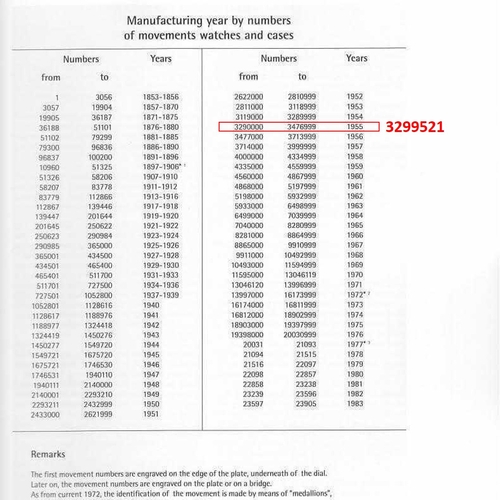 Manufacturing year by numbers
of movements watches and cases
Numbers Years Numbers Years
from to from to
1 3056 1853-1856 2622000 2810999 1952
3057 19904 1857-1870 2811000 3118999 1953
19905 36187 1871-1875 3119000 3289999 1954
36188 51101 1876-1880 3290000 3476999 1955 3299521
51102 79299 1881-1885 3477000 3713999 1956
79300 96836 1886-1890 3714000 3999999 1957
96837 100200 1891-1896 4000000 4334999 1958
10960 51325 1897-1906* 4335000 4559999 1959
51326 58206 1907-1910 4560000 4867999 1960
58207 83778 1911-1912 4868000 5197999 1961
83779 112866 1913-1916 5198000 5932999 1962
112867 139446 1917-1918 5933000 6498999 1963
139447 201644 1919-1920 6499000 7039999 1964
201645 250622 1921-1922 7040000 8280999 1965
250623 290984 1923-1924 8281000 8864999 1966
290985 365000 1925-1926 8865000 9910999 1967
365001 434500 1927-1928 9911000 10492999 1968
434501 465400 1929-1930 10493000 11594999 1969
465401 511700 1931-1933 11595000 13046119 1970
511701 727500 1934-1936 13046120 13996999 1971
727501 1052800 1937-1939 13997000 16173999 1972*
1052801 1128616 1940 16174000 16811999 1973
1128617 1188976 1941 16812000 18902999 1974
1188977 1324418 1942 18903000 19397999 1975
1324419 1450276 1943 19398000 20030999 1976
1450277 1549720 1944 20031 21093 1977*
1549721 1675720 1945 21094 21515 1978
1675721 1746530 1946 21516 22097 1979
1746531 1940110 1947 22098 22857 1980
1940111 2140000 1948 22858 23238 1981
2140001 2293210 1949 23239 23596 1982
2293211 2432999 1950 23597 23905 1983
2433000 2621999 1951
Remarks
The first movement numbers are engraved on the edge of the plate, underneath of the dial.
Later on, the movement numbers are engraved on the plate or on a bridge.
As from current 1972, the identification of the movement is made by means of "medallions",